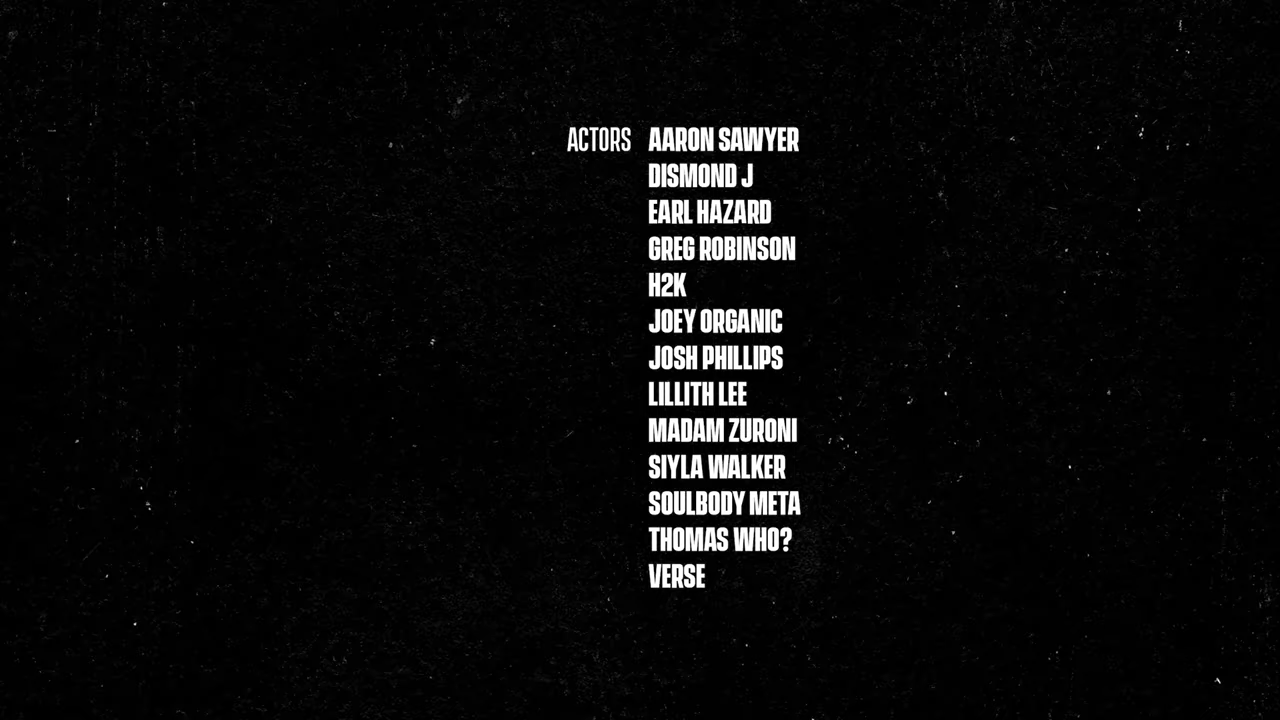 ACTORS AARON SAWYER
DISMOND J
EARL HAZARD
GREG ROBINSON
H2K
JOEY ORGANIC
JOSH PHILLIPS
LILLITH LEE
MADAM ZURONI
SIYLA WALKER
SOULBODY META
THOMAS WHO?
VERSE